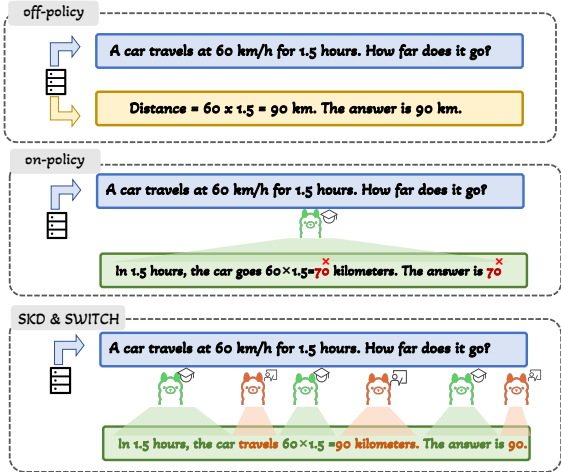 off-policy
A car travels at 60 km/h for 1.5 hours. How far does it go?
Distance = 60 x 1.5 = 90 km. The answer is 90 km.
on-policy
A car travels at 60 km/h for 1.5 hours. How far does it go?
In 1.5 hours, the car goes 60×1.5=70 kilometers. The answer is 70
SKD & SWITCH
A car travels at 60 km/h for 1.5 hours. How far does it go?
In 1.5 hours, the car travels 60×1.5 =90 kilometers. The answer is 90.